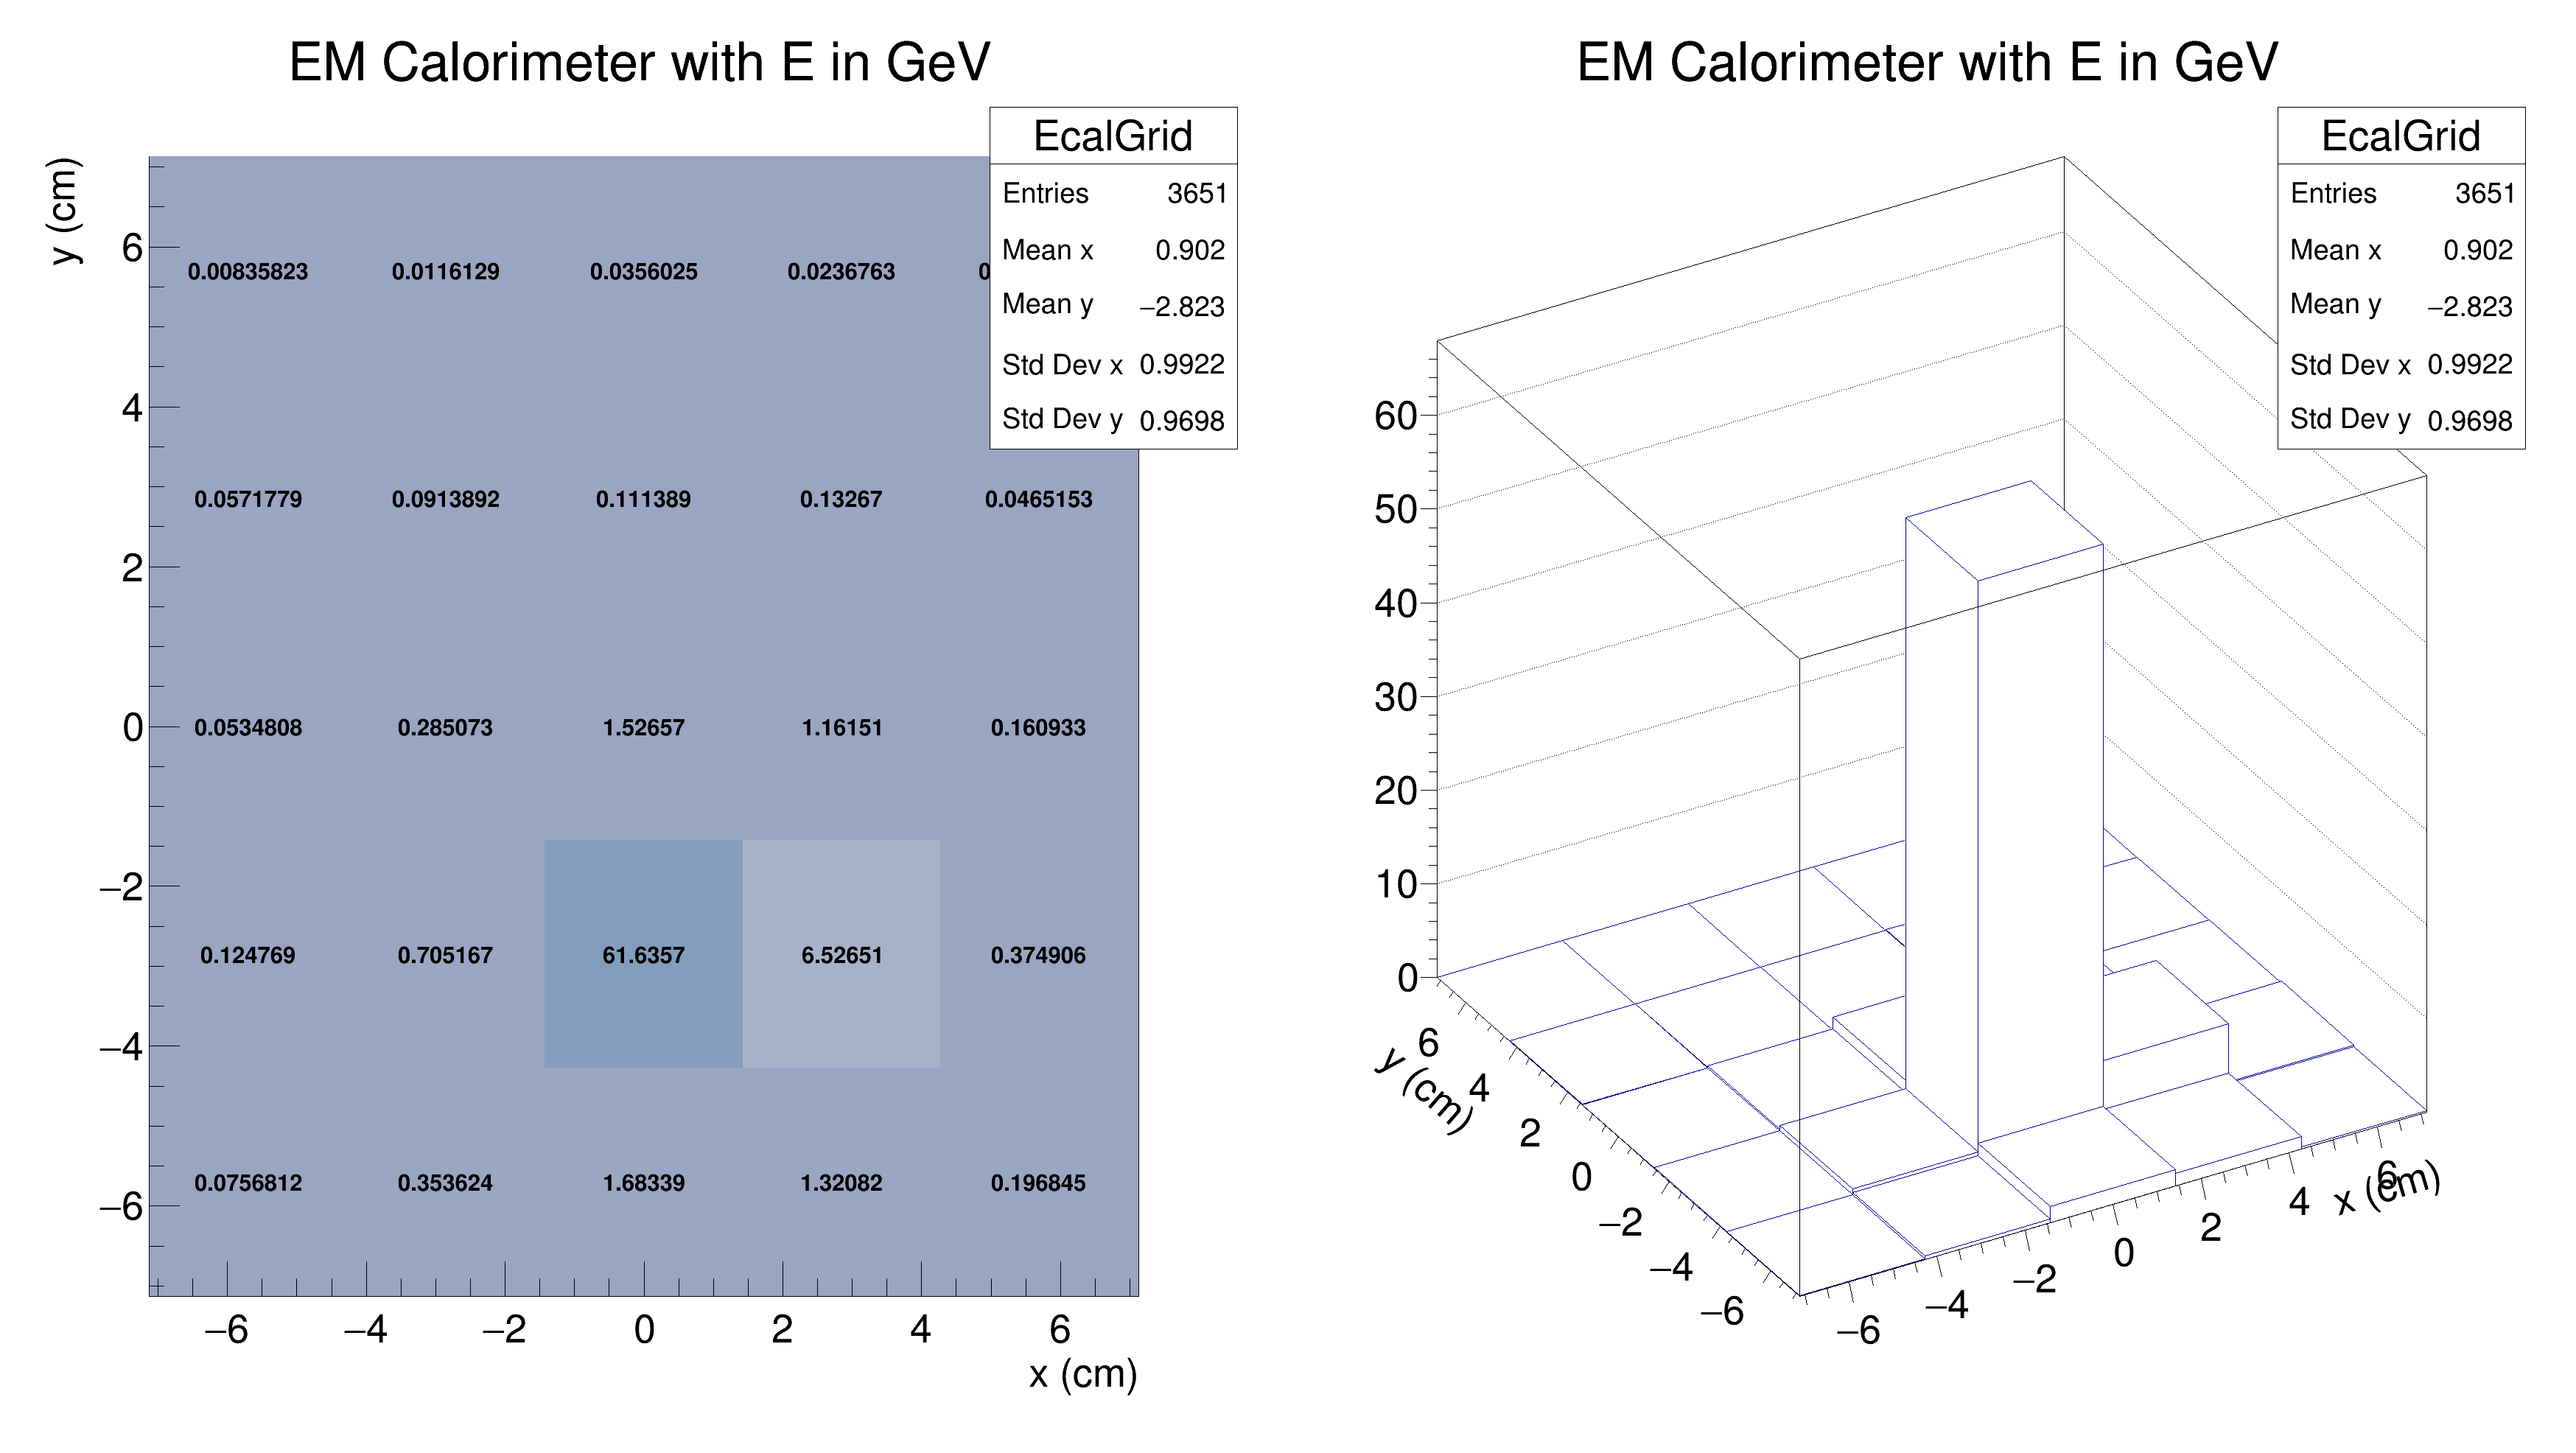 EM Calorimeter with E in GeV
EcalGrid
Entries 3651
Mean x 0.902
Mean y −2.823
Std Dev x 0.9922
Std Dev y 0.9698
y (cm)
6
4
2
0
−2
−4
−6
0.00835823 0.0116129 0.0356025 0.0236763
0.0571779 0.0913892 0.111389 0.13267 0.0465153
0.0534808 0.285073 1.52657 1.16151 0.160933
0.124769 0.705167 61.6357 6.52651 0.374906
0.0756812 0.353624 1.68339 1.32082 0.196845
−6 −4 −2 0 2 4 6
x (cm)
EM Calorimeter with E in GeV
EcalGrid
Entries 3651
Mean x 0.902
Mean y −2.823
Std Dev x 0.9922
Std Dev y 0.9698
60
50
40
30
20
10
0
y (cm)
6
4
2
0
−2
−4
−6
−6
−4
−2
0
2
4
6
x (cm)